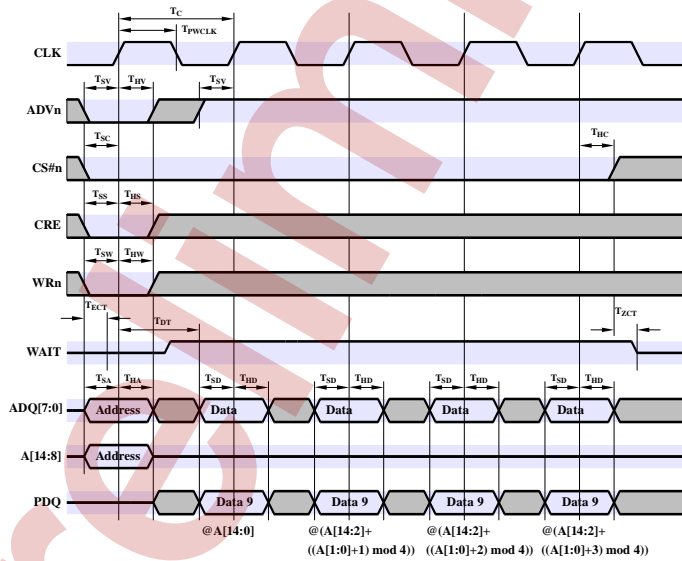 T_C
T_PWCLK
CLK
T_SV T_HV T_SV
ADVn
T_SC T_HC
CS#n
T_SS T_HS
CRE
T_SW T_HW
WRn
T_ECT T_DT T_ZCT
WAIT
T_SA T_HA T_SD T_HD T_SD T_HD T_SD T_HD T_SD T_HD
ADQ[7:0] Address Data Data Data Data
A[14:8] Address
PDQ Data 9 Data 9 Data 9 Data 9
@A[14:0] @(A[14:2]+ @(A[14:2]+ @(A[14:2]+
((A[1:0]+1) mod 4)) ((A[1:0]+2) mod 4)) ((A[1:0]+3) mod 4))